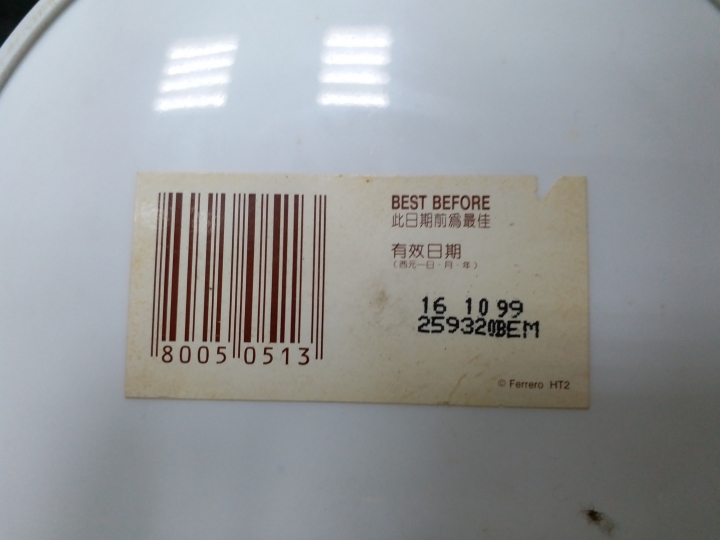 BEST BEFORE
此日期前為最佳
有效日期
(西元一日．月．年)
16 10 99
259320BEM
8005 0513
© Ferrero HT2